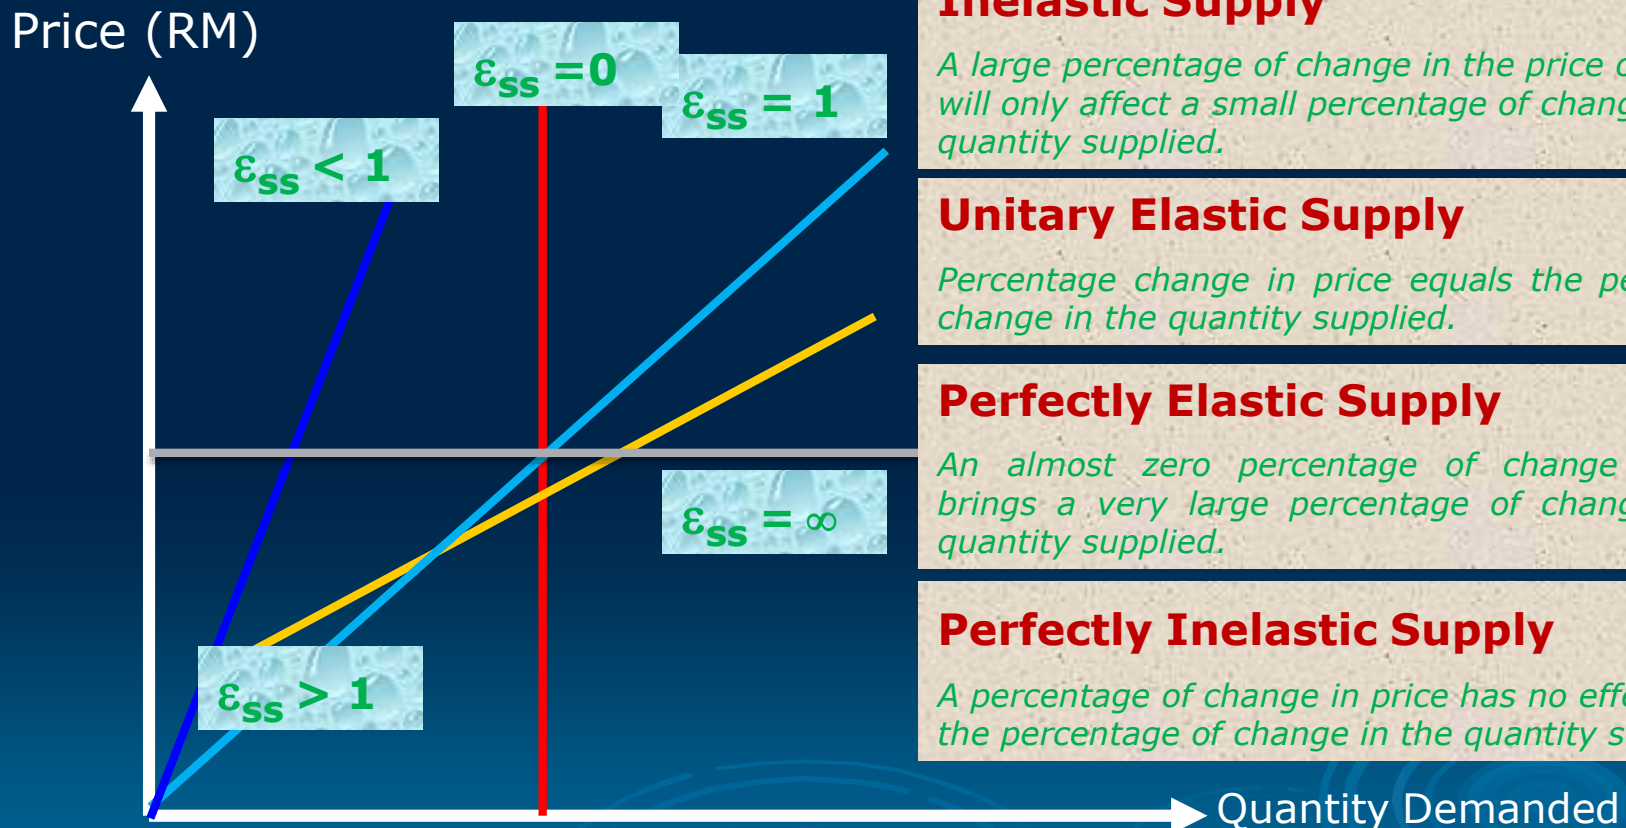 Price (RM)
εss =0
εss = 1
εss < 1
εss = ∞
εss > 1
Quantity Demanded
Inelastic Supply
A large percentage of change in the price
will only affect a small percentage of
quantity supplied.
Unitary Elastic Supply
Percentage change in price equals the
change in the quantity supplied.
Perfectly Elastic Supply
An almost zero percentage of change
brings a very large percentage of
quantity supplied.
Perfectly Inelastic Supply
A percentage of change in price has no
the percentage of change in the quantity